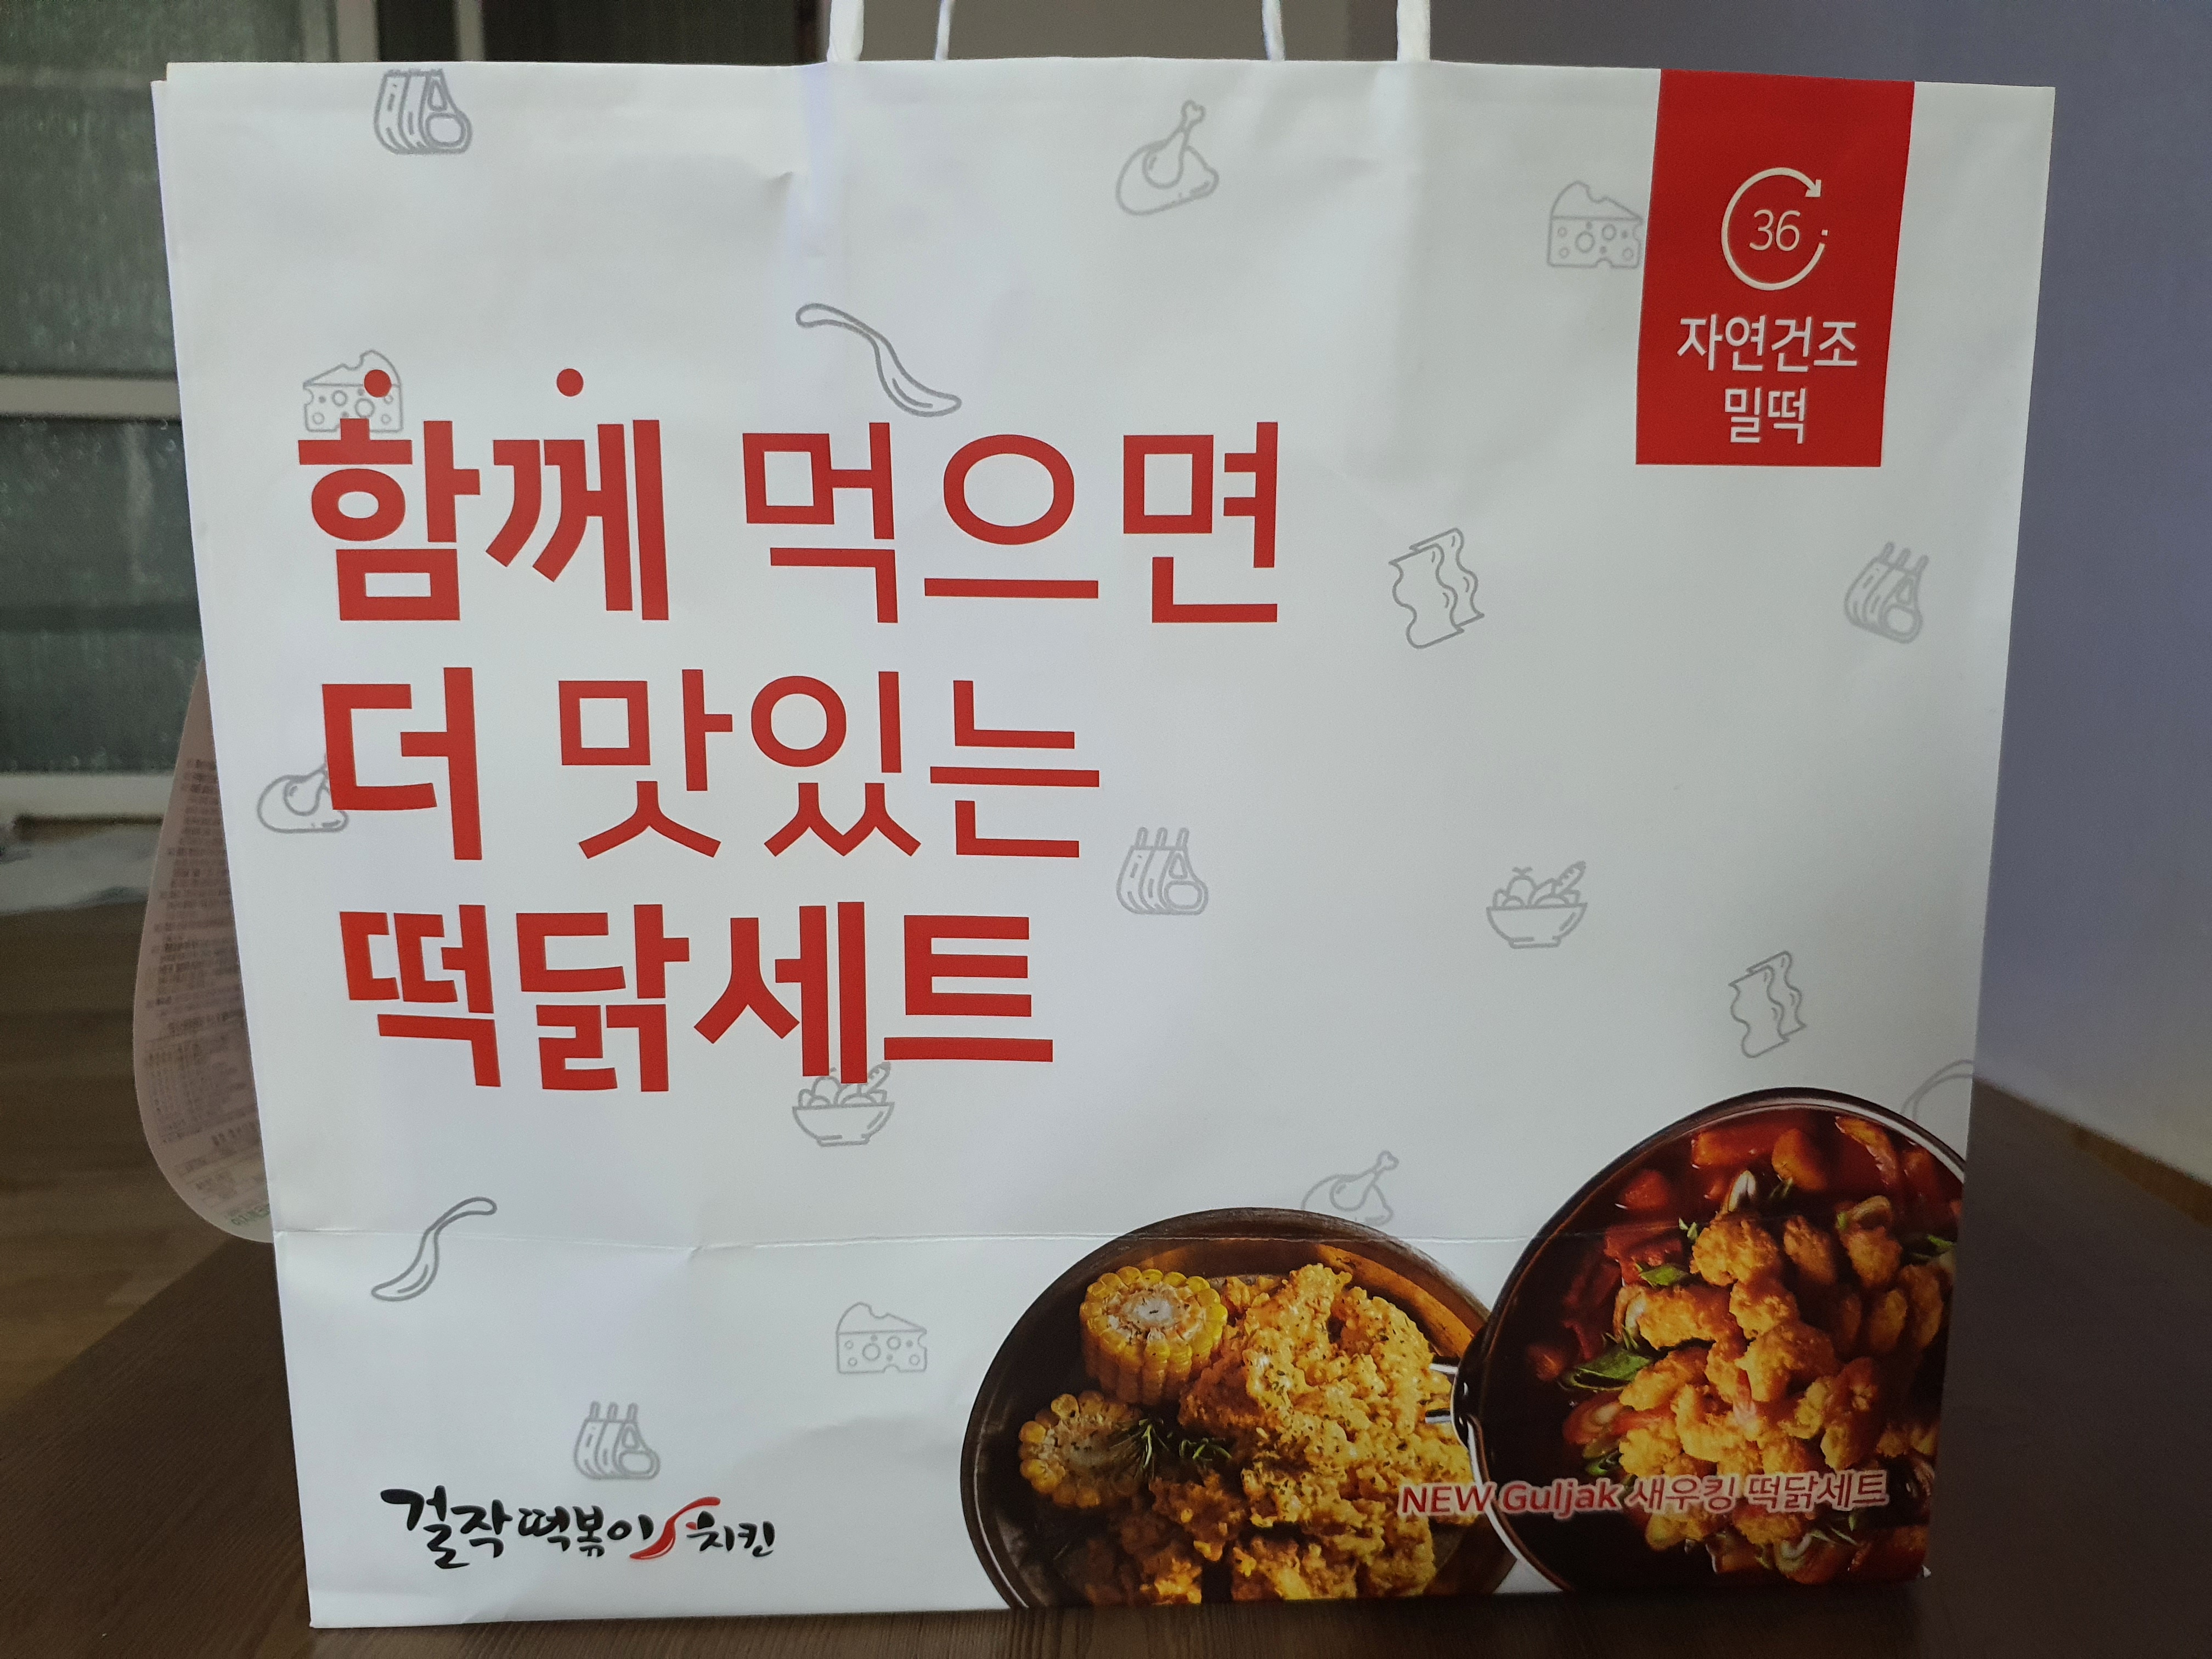 36
자연건조
밀떡
함께 먹으면
더 맛있는
떡닭세트
NEW Guljak 새우킹 떡닭세트
걸작떡볶이치킨